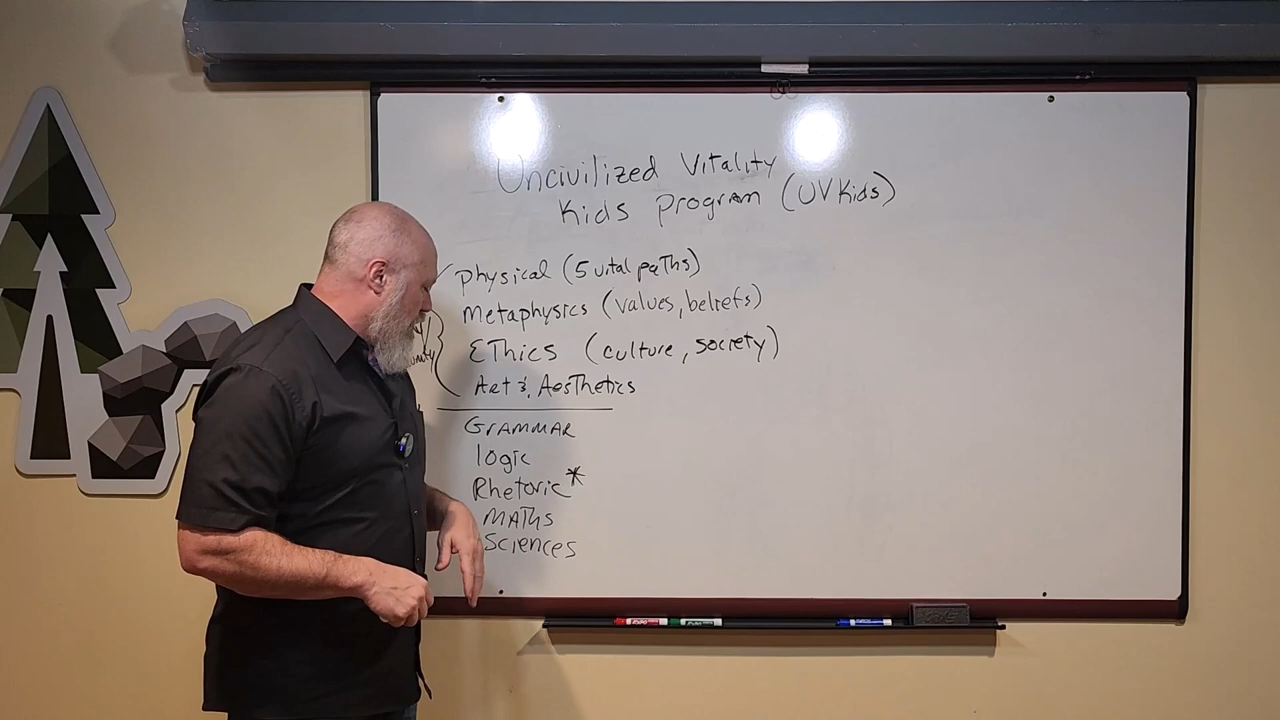 Uncivilized Vitality
Kids Program (UVKids)
Physical (5 vital paths)
Metaphysics (values, beliefs)
Ethics (culture, society)
Art & Aesthetics
Grammar
Logic
Rhetoric*
Maths
Sciences